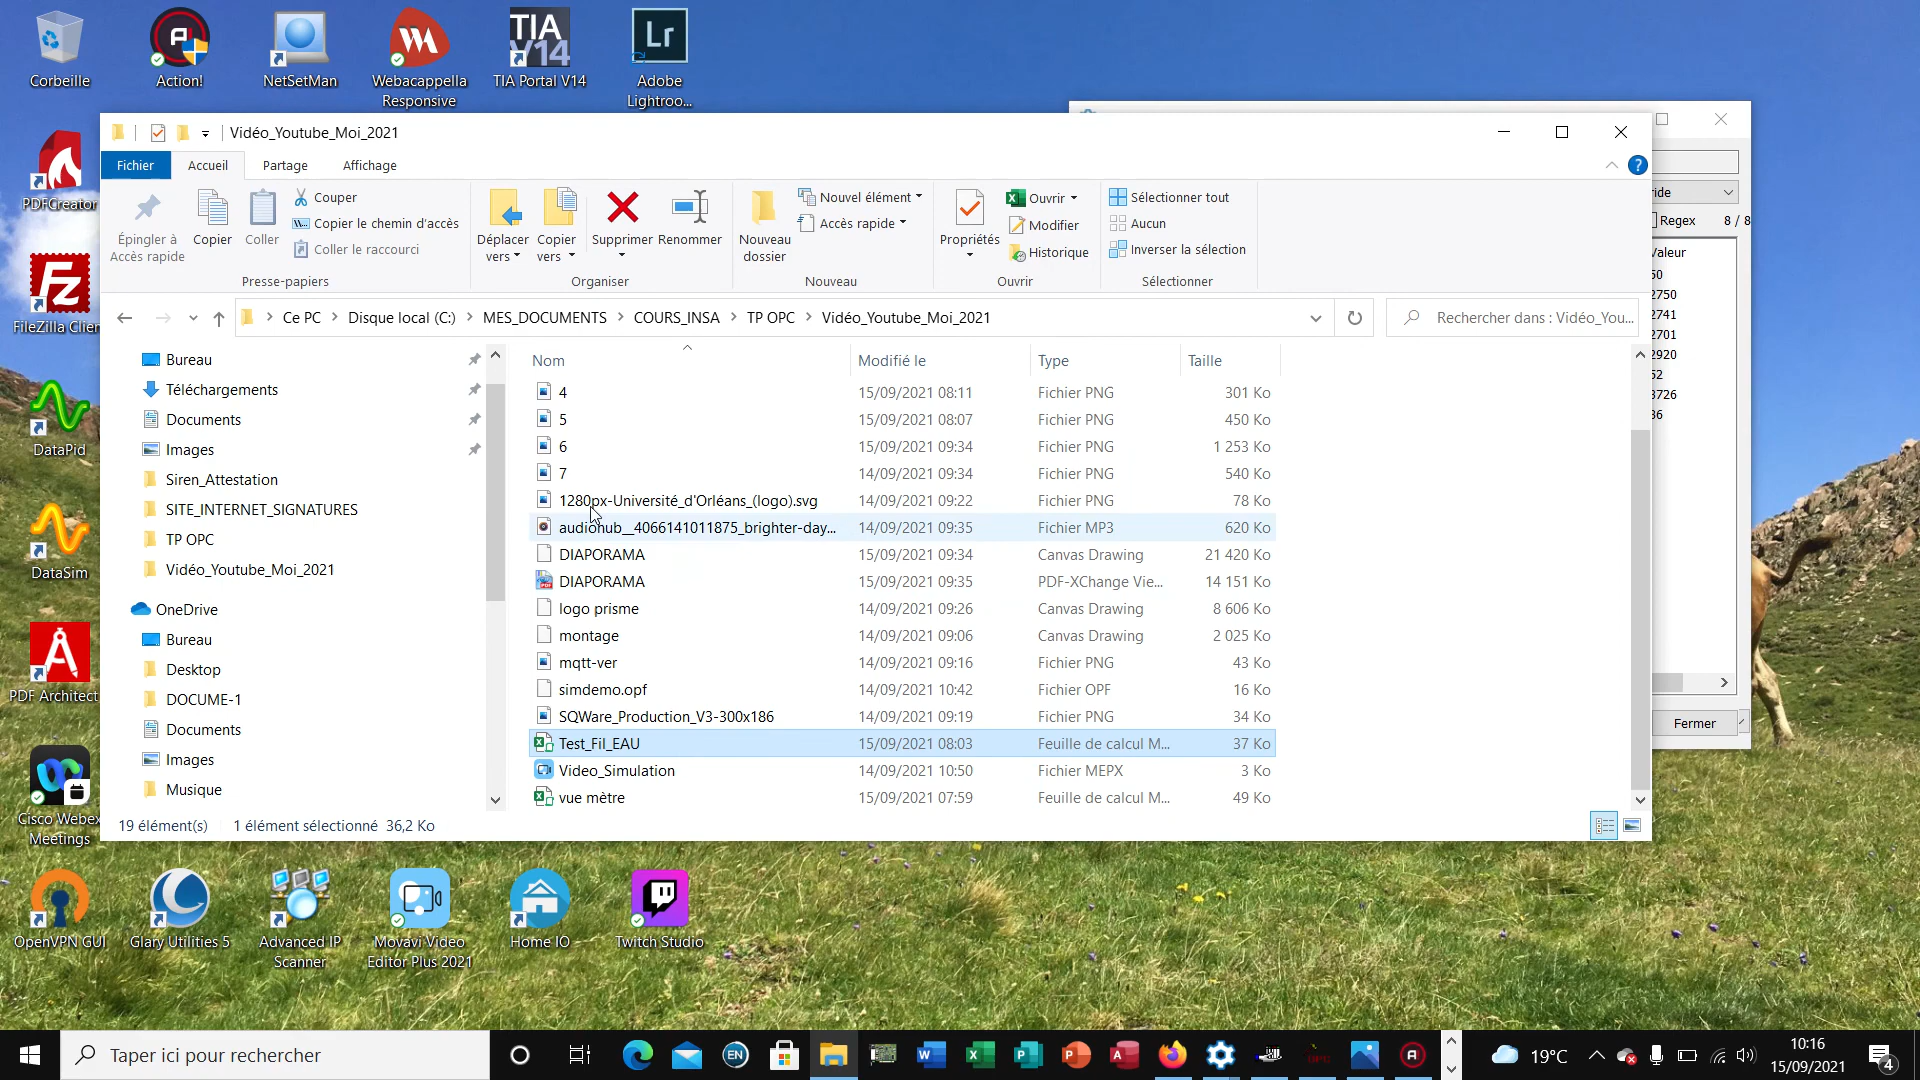 Corbeille
Action!
NetSetMan
Webacappella
Responsive
TIA Portal V14
Adobe
Lightroo...
TIA
V14
Lr
PDFCreator
FileZilla Clien
DataPid
DataSim
PDF Architect
Cisco Webex
Meetings
OpenVPN GUI
Glary Utilities 5
Advanced IP
Scanner
Movavi Video
Editor Plus 2021
Home IO
Twitch Studio
Vidéo_Youtube_Moi_2021
Fichier
Accueil
Partage
Affichage
Épingler à
Accès rapide
Copier
Coller
Couper
Copier le chemin d'accès
Coller le raccourci
Presse-papiers
Déplacer
vers
Copier
vers
Supprimer
Renommer
Organiser
Nouveau
dossier
Nouvel élément
Accès rapide
Nouveau
Propriétés
Ouvrir
Modifier
Historique
Ouvrir
Sélectionner tout
Aucun
Inverser la sélection
Sélectionner
Ce PC > Disque local (C:) > MES_DOCUMENTS > COURS_INSA > TP OPC > Vidéo_Youtube_Moi_2021
Rechercher dans : Vidéo_You...
Bureau
Téléchargements
Documents
Images
Siren_Attestation
SITE_INTERNET_SIGNATURES
TP OPC
Vidéo_Youtube_Moi_2021
OneDrive
Bureau
Desktop
DOCUME-1
Documents
Images
Musique
Nom Modifié le Type Taille
4 15/09/2021 08:11 Fichier PNG 301 Ko
5 15/09/2021 08:07 Fichier PNG 450 Ko
6 15/09/2021 09:34 Fichier PNG 1 253 Ko
7 14/09/2021 09:34 Fichier PNG 540 Ko
1280px-Université_d'Orléans_(logo).svg 14/09/2021 09:22 Fichier PNG 78 Ko
audiohub__4066141011875_brighter-day... 14/09/2021 09:35 Fichier MP3 620 Ko
DIAPORAMA 15/09/2021 09:34 Canvas Drawing 21 420 Ko
DIAPORAMA 15/09/2021 09:35 PDF-XChange Vie... 14 151 Ko
logo prisme 14/09/2021 09:26 Canvas Drawing 8 606 Ko
montage 14/09/2021 09:06 Canvas Drawing 2 025 Ko
mqtt-ver 14/09/2021 09:16 Fichier PNG 43 Ko
simdemo.opf 14/09/2021 10:42 Fichier OPF 16 Ko
SQWare_Production_V3-300x186 14/09/2021 09:19 Fichier PNG 34 Ko
Test_Fil_EAU 15/09/2021 08:03 Feuille de calcul M... 37 Ko
Video_Simulation 14/09/2021 10:50 Fichier MEPX 3 Ko
vue mètre 15/09/2021 07:59 Feuille de calcul M... 49 Ko
19 élément(s) 1 élément sélectionné 36,2 Ko
ride
Regex 8 / 8
Valeur
50
2750
2741
2701
2920
52
3726
36
Fermer
Taper ici pour rechercher
EN
19°C
10:16
15/09/2021
4